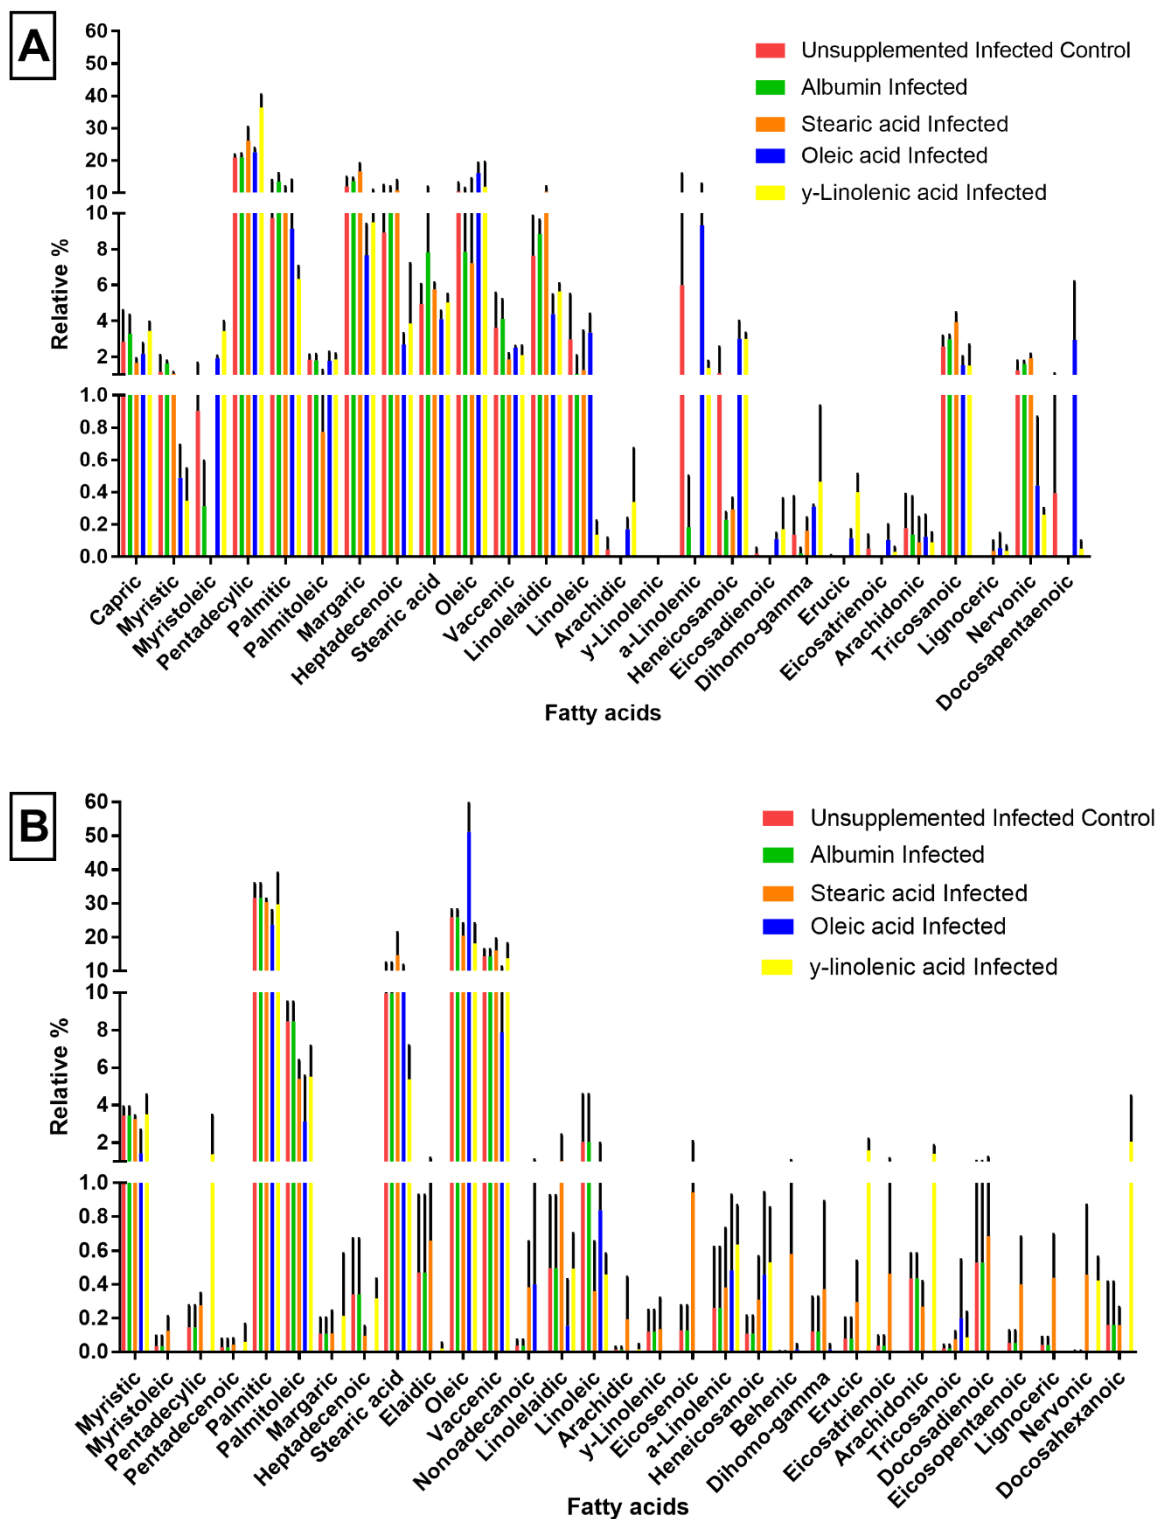 A
60
50
40
30
20
10
10
8
6
4
2
1.0
0.8
0.6
0.4
0.2
0.0
Relative %
Unsupplemented Infected Control
Albumin Infected
Stearic acid Infected
Oleic acid Infected
y-Linolenic acid Infected
Capric
Myristic
Myristoleic
Pentadecylic
Palmitic
Palmitoleic
Margaric
Heptadecenoic
Stearic acid
Oleic
Vaccenic
Linolelaidic
Linoleic
Arachidic
y-Linolenic
a-Linolenic
Heneicosanoic
Eicosadienoic
Dihomo-gamma
Erucic
Eicosatrienoic
Arachidonic
Tricosanoic
Lignoceric
Nervonic
Docosapentaenoic
Fatty acids
B
60
50
40
30
20
10
10
8
6
4
2
1.0
0.8
0.6
0.4
0.2
0.0
Relative %
Unsupplemented Infected Control
Albumin Infected
Stearic acid Infected
Oleic acid Infected
y-linolenic acid Infected
Myristic
Myristoleic
Pentadecylic
Pentadecenoic
Palmitic
Palmitoleic
Margaric
Heptadecenoic
Stearic acid
Elaidic
Oleic
Vaccenic
Nonoadecanoic
Linolelaidic
Linoleic
Arachidic
y-Linolenic
Eicosenoic
a-Linolenic
Heneicosanoic
Behenic
Dihomo-gamma
Erucic
Eicosatrienoic
Arachidonic
Tricosanoic
Docosadienoic
Eicosopentaenoic
Lignoceric
Nervonic
Docosahexanoic
Fatty acids